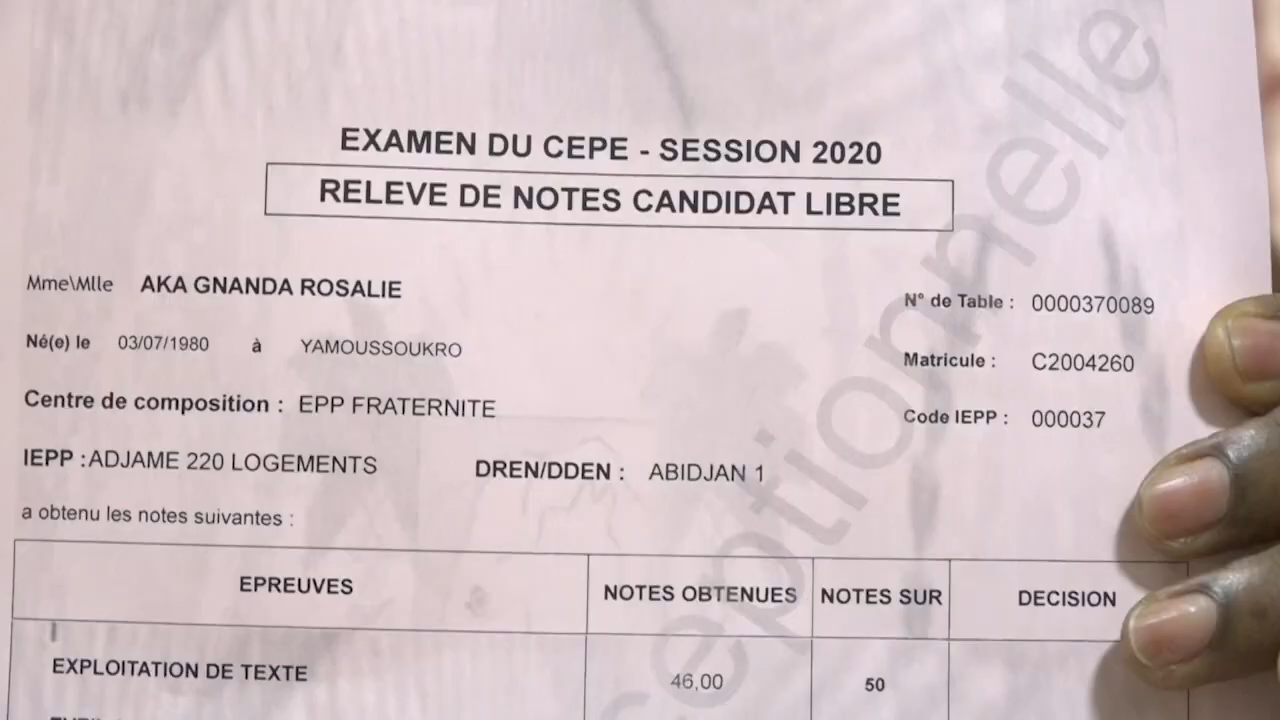 EXAMEN DU CEPE - SESSION 2020
RELEVE DE NOTES CANDIDAT LIBRE
Mme\Mlle AKA GNANDA ROSALIE
N° de Table : 0000370089
Né(e) le 03/07/1980 à YAMOUSSOUKRO
Matricule : C2004260
Centre de composition : EPP FRATERNITE
Code IEPP : 000037
IEPP :ADJAME 220 LOGEMENTS DREN/DDEN : ABIDJAN 1
a obtenu les notes suivantes :
EPREUVES NOTES OBTENUES NOTES SUR DECISION
EXPLOITATION DE TEXTE 46,00 50
ceptionnelle